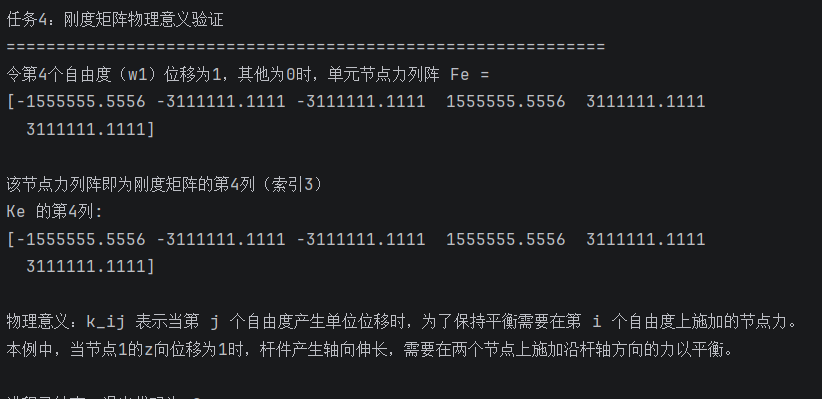 任务4：刚度矩阵物理意义验证
============================================================
令第4个自由度（w1）位移为1，其他为0时，单元节点力列阵 Fe =
[-1555555.5556 -3111111.1111 -3111111.1111  1555555.5556  3111111.1111
  3111111.1111]
该节点力列阵即为刚度矩阵的第4列（索引3）
Ke 的第4列:
[-1555555.5556 -3111111.1111 -3111111.1111  1555555.5556  3111111.1111
  3111111.1111]
物理意义：k_ij 表示当第 j 个自由度产生单位位移时，为了保持平衡需要在第 i 个自由度上施加的节点力。
本例中，当节点1的z向位移为1时，杆件产生轴向伸长，需要在两个节点上施加沿杆轴方向的力以平衡。